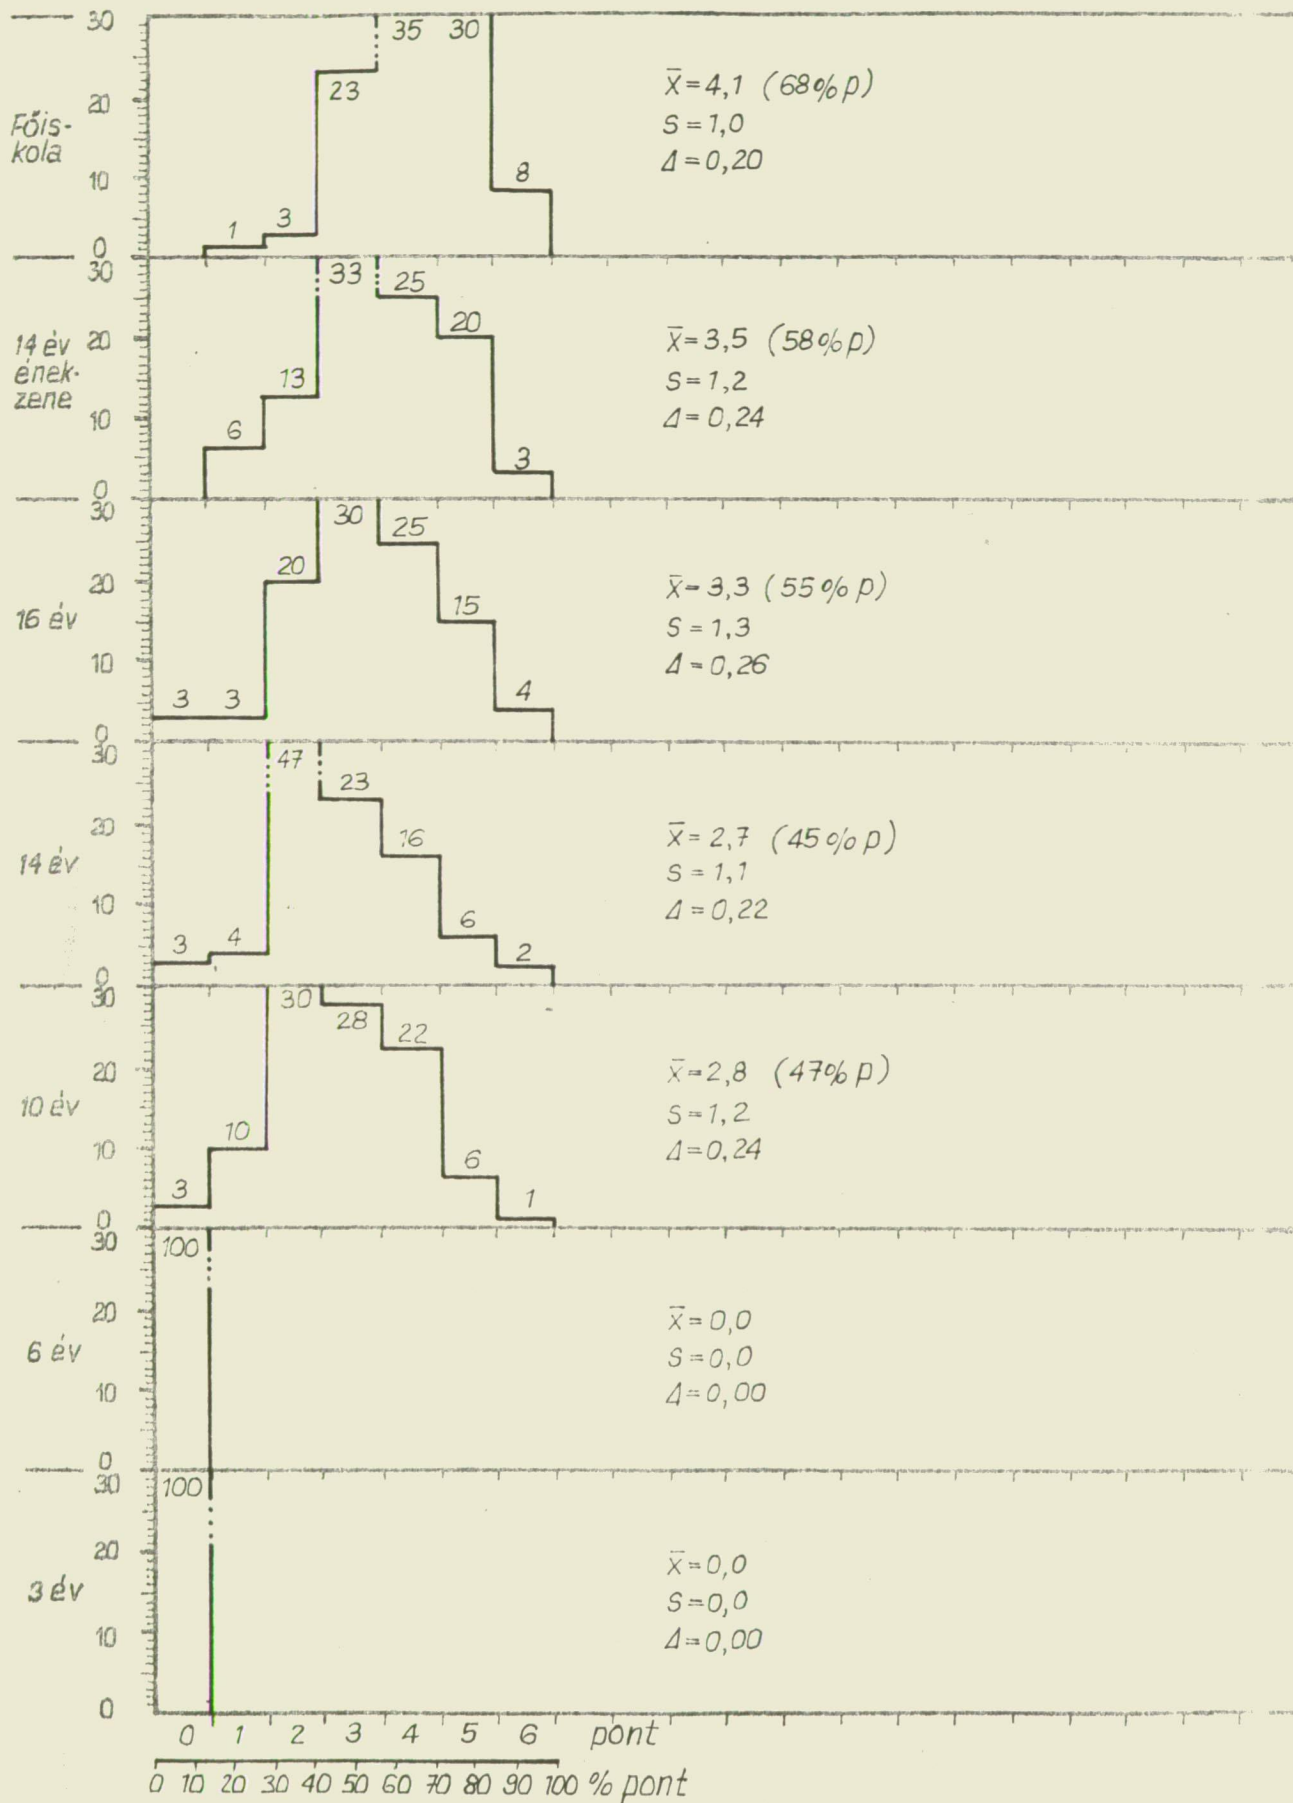 30
35 30
23
20
Főis-
kola
10
8
3
1
0
x̄=4,1 (68%p)
S=1,0
Δ=0,20
30
33
25
20
20
14 év
ének-
zene
13
10
6
3
0
x̄=3,5 (58%p)
S=1,2
Δ=0,24
30
30
25
20
20
16 év
15
10
3 3
4
0
x̄=3,3 (55%p)
S=1,3
Δ=0,26
30
47
23
20
16
14 év
10
3 4
6
2
0
x̄=2,7 (45%p)
S=1,1
Δ=0,22
30
30
28
22
20
10 év
10
10
3
6
1
0
x̄=2,8 (47%p)
S=1,2
Δ=0,24
30
100
20
6 év
10
0
x̄=0,0
S=0,0
Δ=0,00
30
100
20
3 év
10
0
x̄=0,0
S=0,0
Δ=0,00
0 1 2 3 4 5 6 pont
0 10 20 30 40 50 60 70 80 90 100 % pont